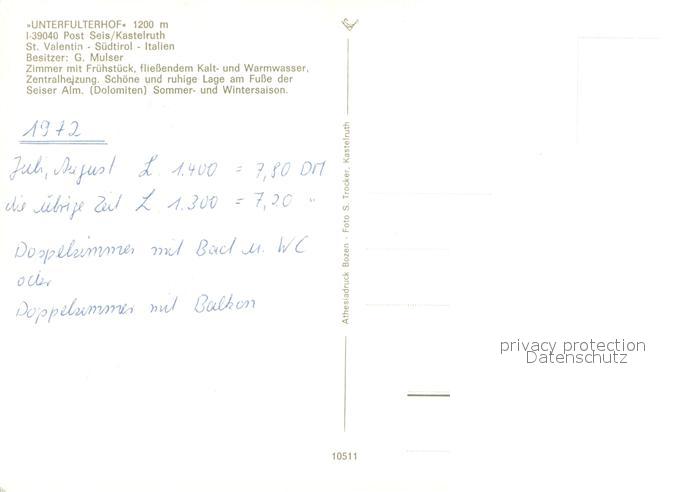 »UNTERFULTERHOF« 1200 m
I-39040 Post Seis/Kastelruth
St. Valentin - Südtirol - Italien
Besitzer: G. Mulser
Zimmer mit Frühstück, fließendem Kalt- und Warmwasser,
Zentralheizung. Schöne und ruhige Lage am Fuße der
Seiser Alm. (Dolomiten) Sommer- und Wintersaison.
1972
Juli, August L 1.400 = 7,80 DM
die übrige Zeit L 1.300 = 7,20 "
Doppelzimmer mit Bad u. WC
oder
Doppelzimmer mit Balkon
Athesiadruck Bozen - Foto S. Trocker, Kastelruth
10511
privacy protection
Datenschutz